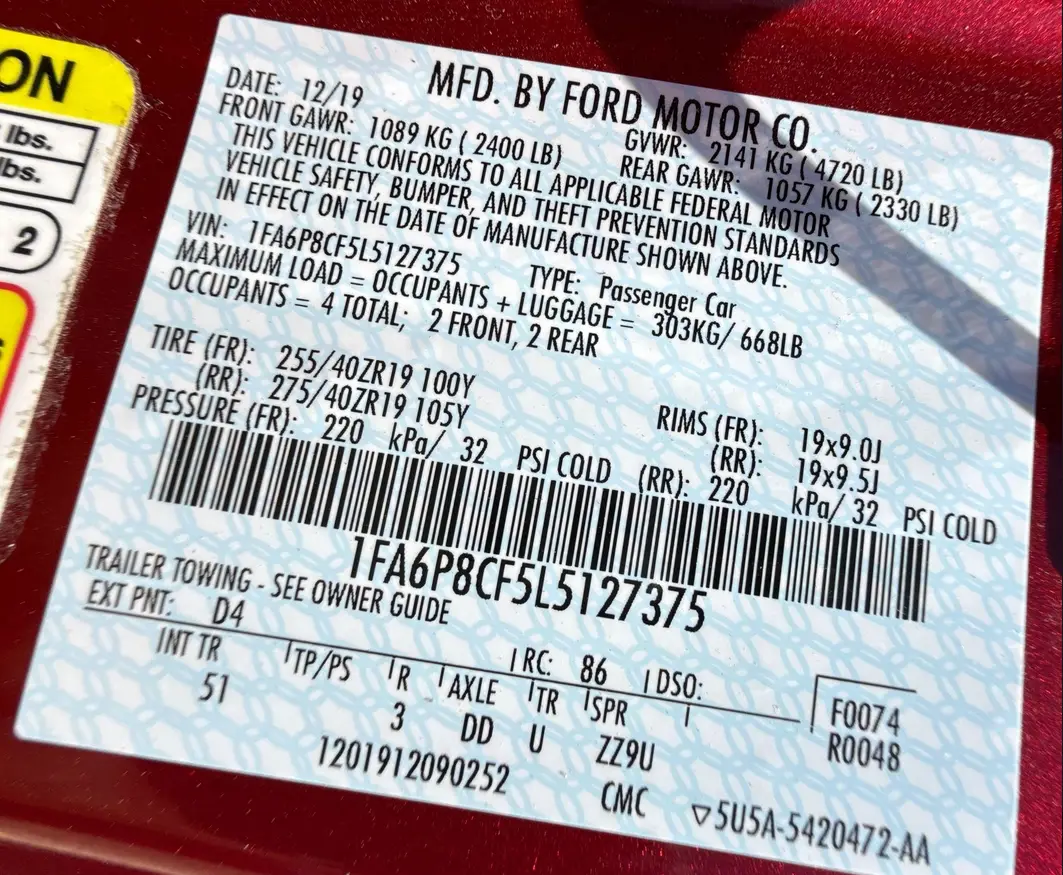 ON
lbs.
lbs.
2
MFD. BY FORD MOTOR CO.
DATE: 12/19 GVWR: 2141 KG ( 4720 LB)
FRONT GAWR: 1089 KG ( 2400 LB) REAR GAWR: 1057 KG ( 2330 LB)
THIS VEHICLE CONFORMS TO ALL APPLICABLE FEDERAL MOTOR
VEHICLE SAFETY, BUMPER, AND THEFT PREVENTION STANDARDS
IN EFFECT ON THE DATE OF MANUFACTURE SHOWN ABOVE.
VIN: 1FA6P8CF5L5127375 TYPE: Passenger Car
MAXIMUM LOAD = OCCUPANTS + LUGGAGE = 303KG/ 668LB
OCCUPANTS = 4 TOTAL; 2 FRONT, 2 REAR
TIRE (FR): 255/40ZR19 100Y RIMS (FR): 19x9.0J
(RR): 275/40ZR19 105Y (RR): 19x9.5J
PRESSURE (FR): 220 kPa/ 32 PSI COLD (RR): 220 kPa/ 32 PSI COLD
1FA6P8CF5L5127375
TRAILER TOWING - SEE OWNER GUIDE
EXT PNT: D4 RC: 86 DSO:
INT TR TP/PS R AXLE TR SPR F0074
51 3 DD U ZZ9U R0048
1201912090252 CMC ▽5U5A-5420472-AA